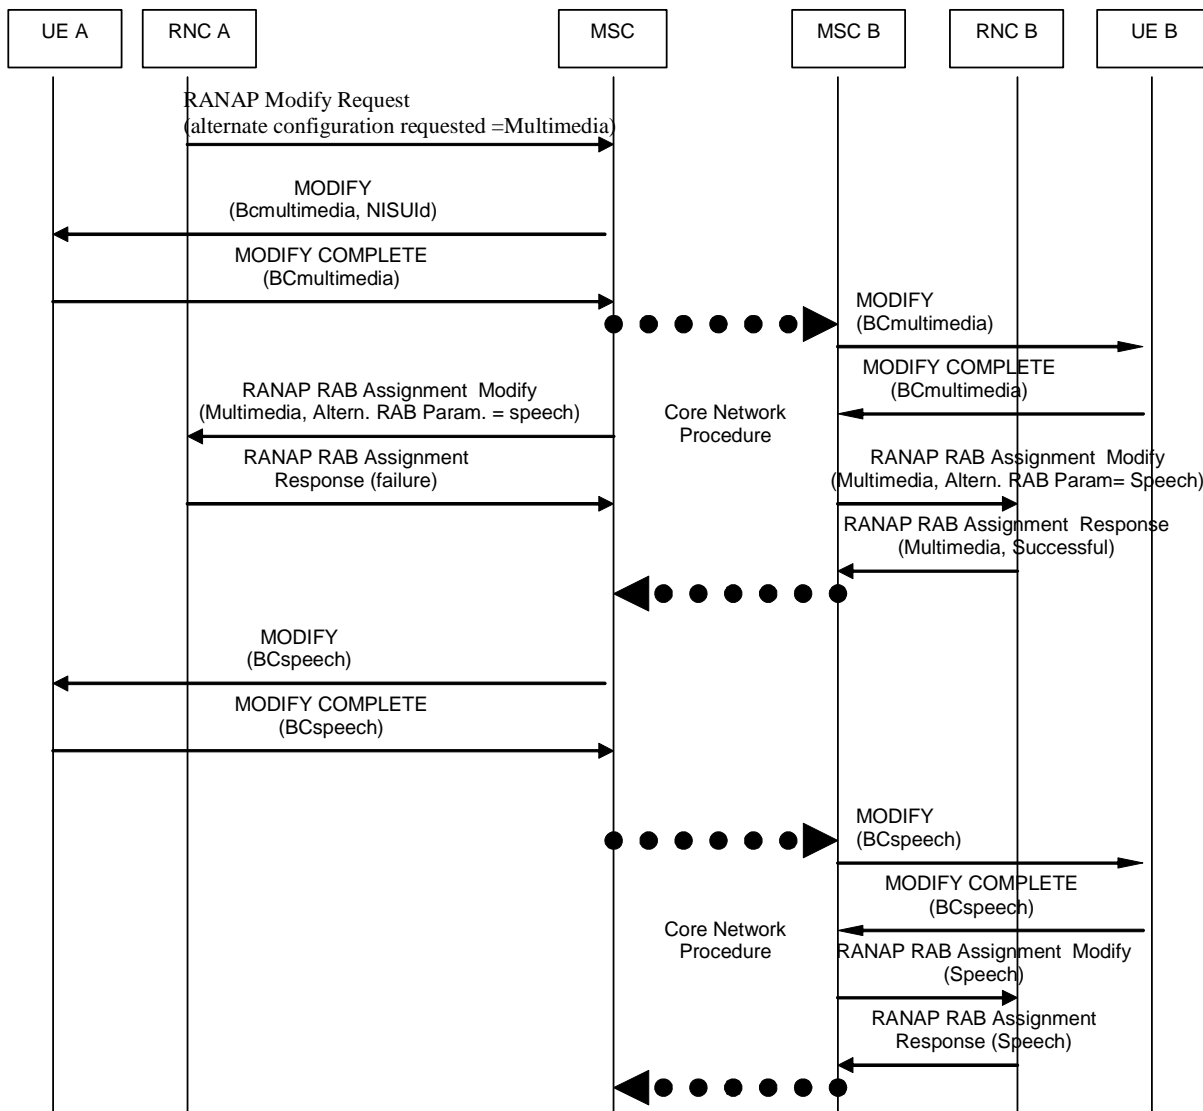 UE A
RNC A
MSC
MSC B
RNC B
UE B
RANAP Modify Request
(alternate configuration requested =Multimedia)
MODIFY
(Bcmultimedia, NISUId)
MODIFY COMPLETE
(BCmultimedia)
MODIFY
(BCmultimedia)
MODIFY COMPLETE
(BCmultimedia)
RANAP RAB Assignment Modify
(Multimedia, Altern. RAB Param. = speech)
Core Network
Procedure
RANAP RAB Assignment
Response (failure)
RANAP RAB Assignment Modify
(Multimedia, Altern. RAB Param= Speech)
RANAP RAB Assignment Response
(Multimedia, Successful)
MODIFY
(BCspeech)
MODIFY COMPLETE
(BCspeech)
MODIFY
(BCspeech)
MODIFY COMPLETE
(BCspeech)
Core Network
Procedure
RANAP RAB Assignment Modify
(Speech)
RANAP RAB Assignment
Response (Speech)